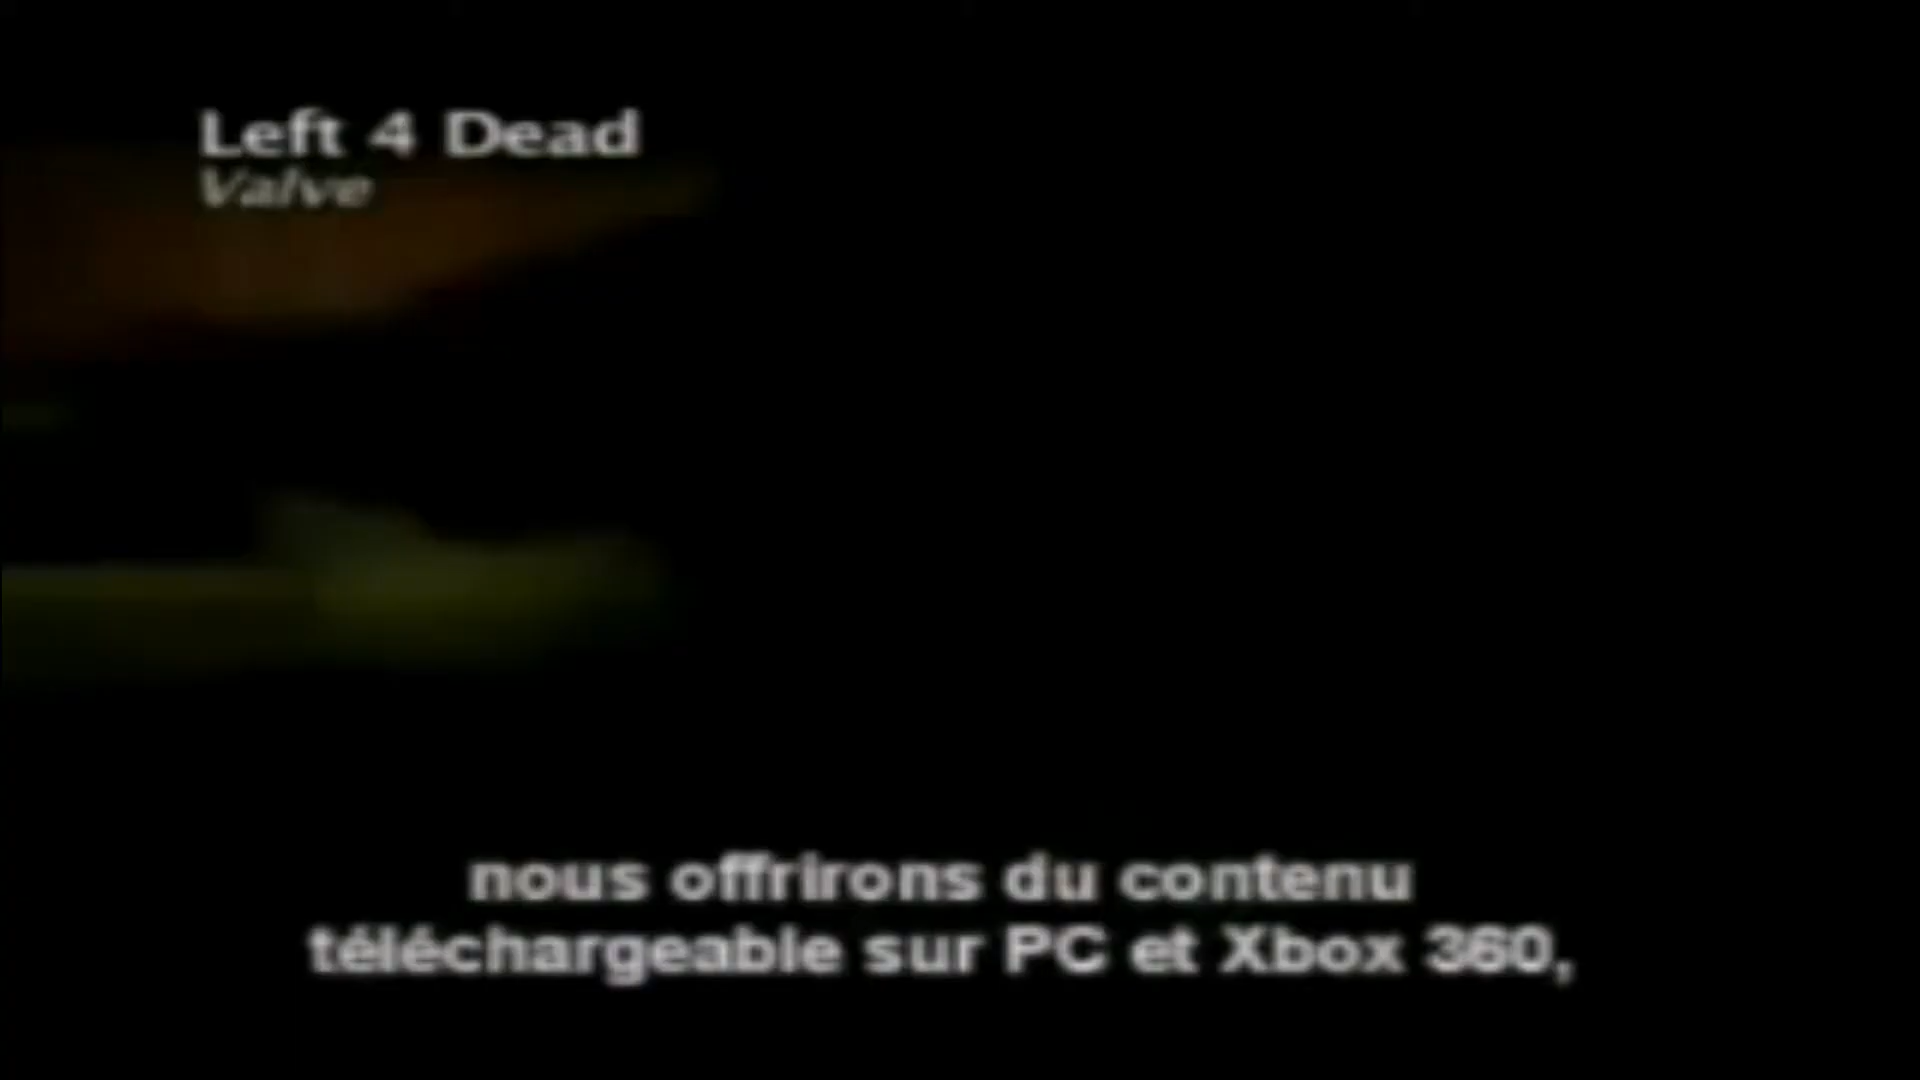 Left 4 Dead
Valve
nous offrirons du contenu
téléchargeable sur PC et Xbox 360,